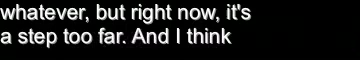 whatever, but right now, it's
a step too far. And I think